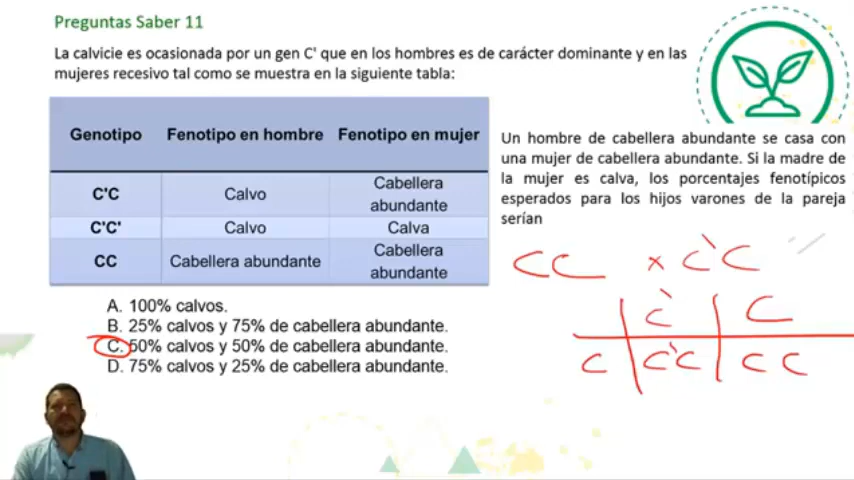 Preguntas Saber 11
La calvicie es ocasionada por un gen C' que en los hombres es de carácter dominante y en las
mujeres recesivo tal como se muestra en la siguiente tabla:
Genotipo Fenotipo en hombre Fenotipo en mujer
C'C Calvo Cabellera abundante
C'C' Calvo Calva
CC Cabellera abundante Cabellera abundante
A. 100% calvos.
B. 25% calvos y 75% de cabellera abundante.
C. 50% calvos y 50% de cabellera abundante.
D. 75% calvos y 25% de cabellera abundante.
Un hombre de cabellera abundante se casa con
una mujer de cabellera abundante. Si la madre de
la mujer es calva, los porcentajes fenotípicos
esperados para los hijos varones de la pareja
serían
CC x C'C
C' C
C C'C CC